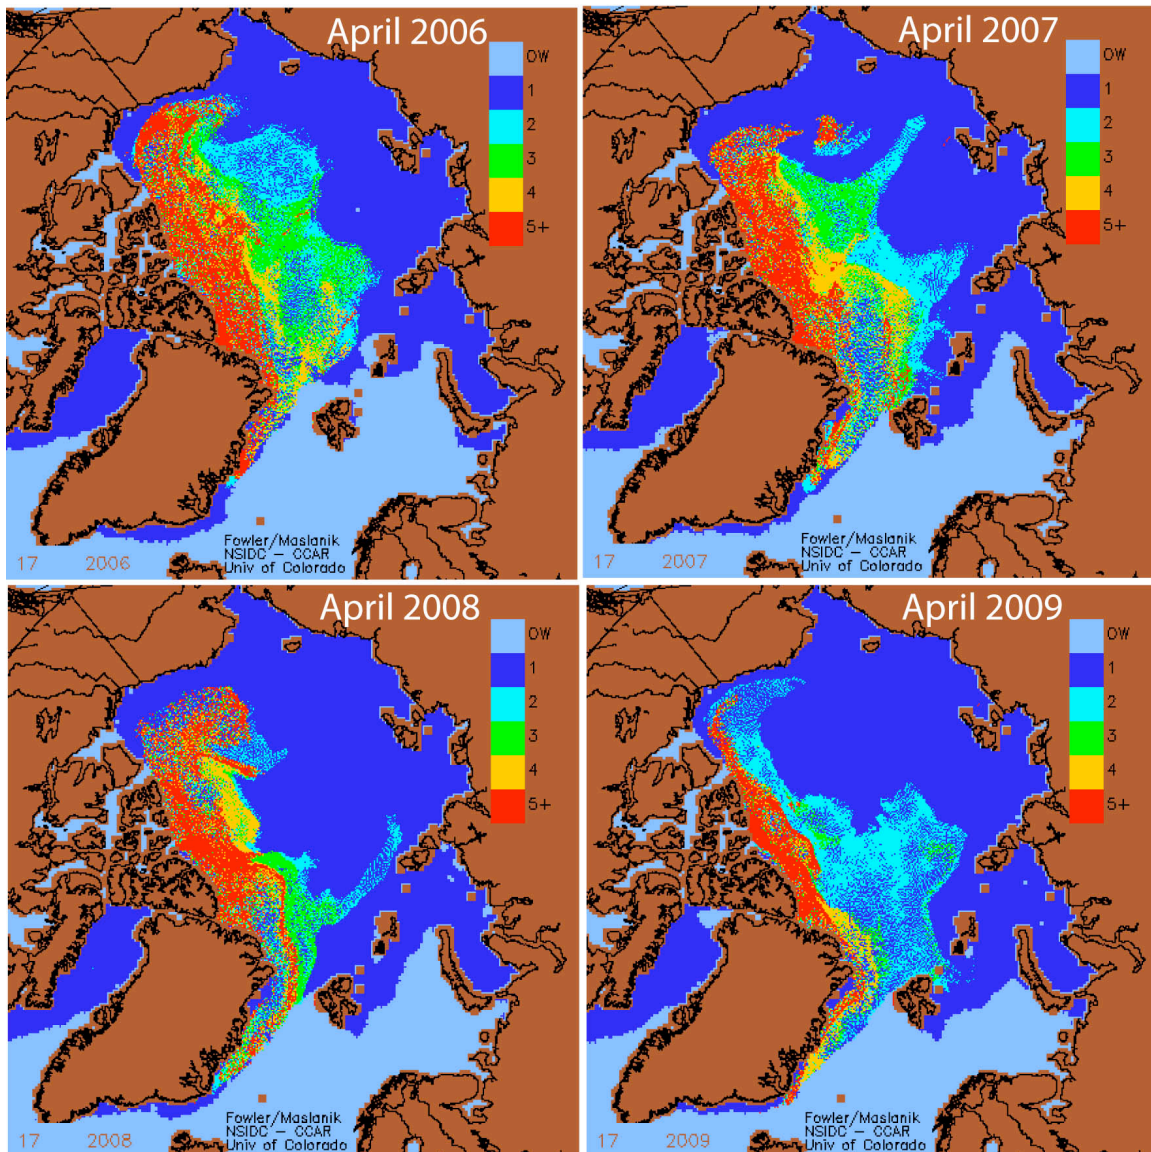 April 2006
OW
1
2
3
4
5+
Fowler/Maslanik
NSIDC – CCAR
Univ of Colorado
17 2006
April 2007
OW
1
2
3
4
5+
Fowler/Maslanik
NSIDC – CCAR
Univ of Colorado
17 2007
April 2008
OW
1
2
3
4
5+
Fowler/Maslanik
NSIDC – CCAR
Univ of Colorado
17 2008
April 2009
OW
1
2
3
4
5+
Fowler/Maslanik
NSIDC – CCAR
Univ of Colorado
17 2009